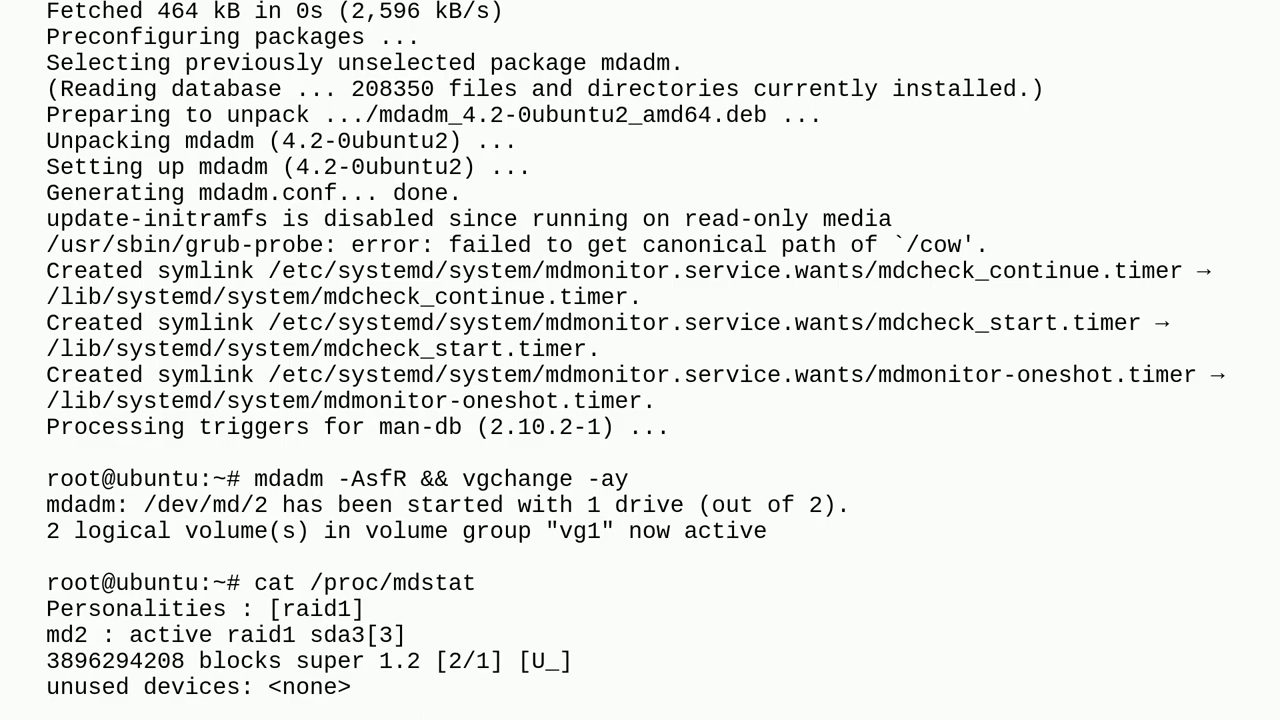 Fetched 464 kB in 0s (2,596 kB/s)
Preconfiguring packages ...
Selecting previously unselected package mdadm.
(Reading database ... 208350 files and directories currently installed.)
Preparing to unpack .../mdadm_4.2-0ubuntu2_amd64.deb ...
Unpacking mdadm (4.2-0ubuntu2) ...
Setting up mdadm (4.2-0ubuntu2) ...
Generating mdadm.conf... done.
update-initramfs is disabled since running on read-only media
/usr/sbin/grub-probe: error: failed to get canonical path of `/cow'.
Created symlink /etc/systemd/system/mdmonitor.service.wants/mdcheck_continue.timer →
/lib/systemd/system/mdcheck_continue.timer.
Created symlink /etc/systemd/system/mdmonitor.service.wants/mdcheck_start.timer →
/lib/systemd/system/mdcheck_start.timer.
Created symlink /etc/systemd/system/mdmonitor.service.wants/mdmonitor-oneshot.timer →
/lib/systemd/system/mdmonitor-oneshot.timer.
Processing triggers for man-db (2.10.2-1) ...
root@ubuntu:~# mdadm -AsfR && vgchange -ay
mdadm: /dev/md/2 has been started with 1 drive (out of 2).
2 logical volume(s) in volume group "vg1" now active
root@ubuntu:~# cat /proc/mdstat
Personalities : [raid1]
md2 : active raid1 sda3[3]
3896294208 blocks super 1.2 [2/1] [U_]
unused devices: <none>